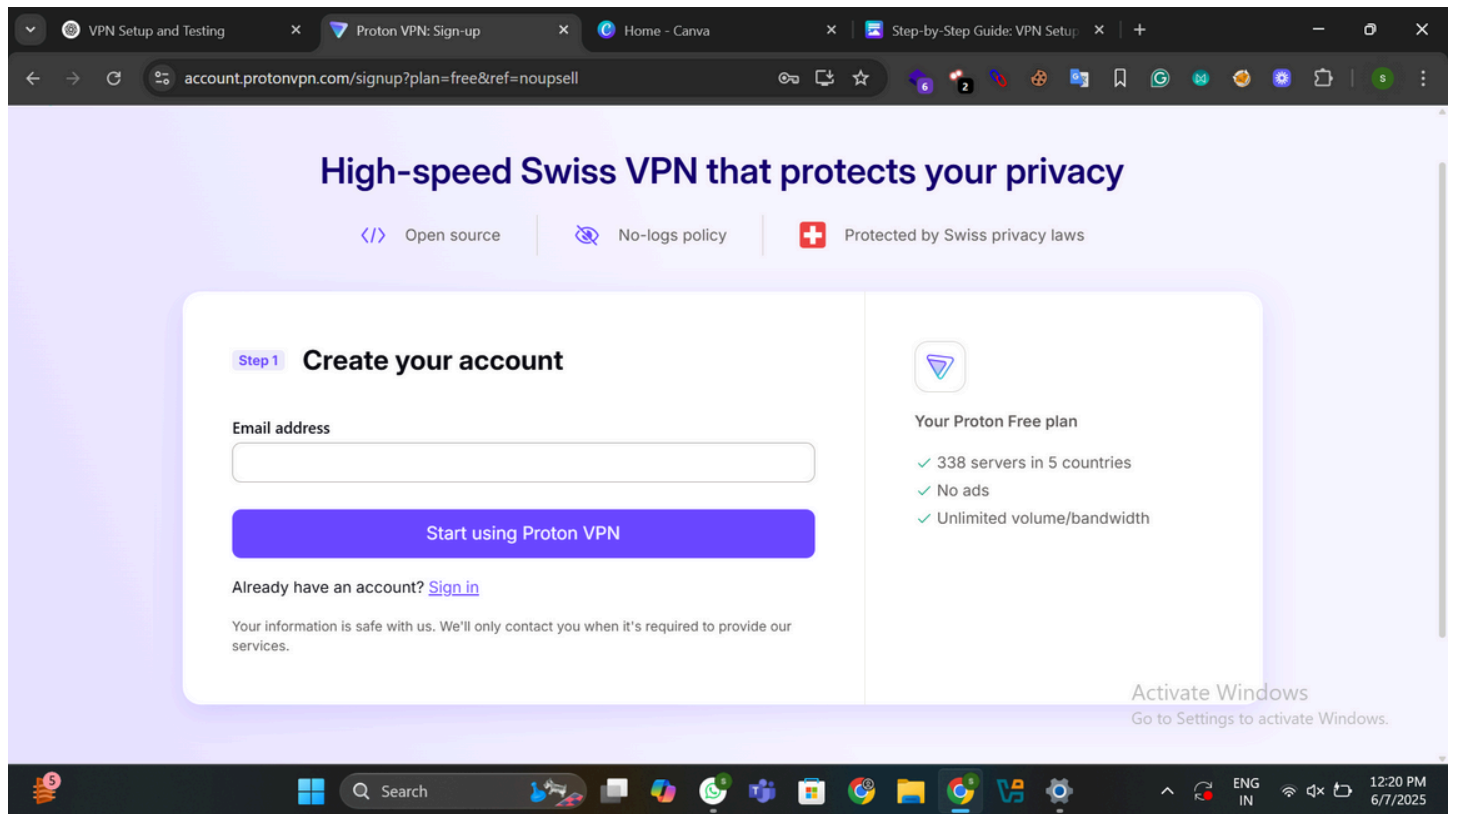 VPN Setup and Testing
Proton VPN: Sign-up
Home - Canva
Step-by-Step Guide: VPN Setup
account.protonvpn.com/signup?plan=free&ref=noupsell
6
2
s
High-speed Swiss VPN that protects your privacy
Open source
No-logs policy
Protected by Swiss privacy laws
Step 1
Create your account
Email address
Start using Proton VPN
Already have an account? Sign in
Your information is safe with us. We'll only contact you when it's required to provide our
services.
Your Proton Free plan
338 servers in 5 countries
No ads
Unlimited volume/bandwidth
Activate Windows
Go to Settings to activate Windows.
5
Search
ENG
IN
12:20 PM
6/7/2025